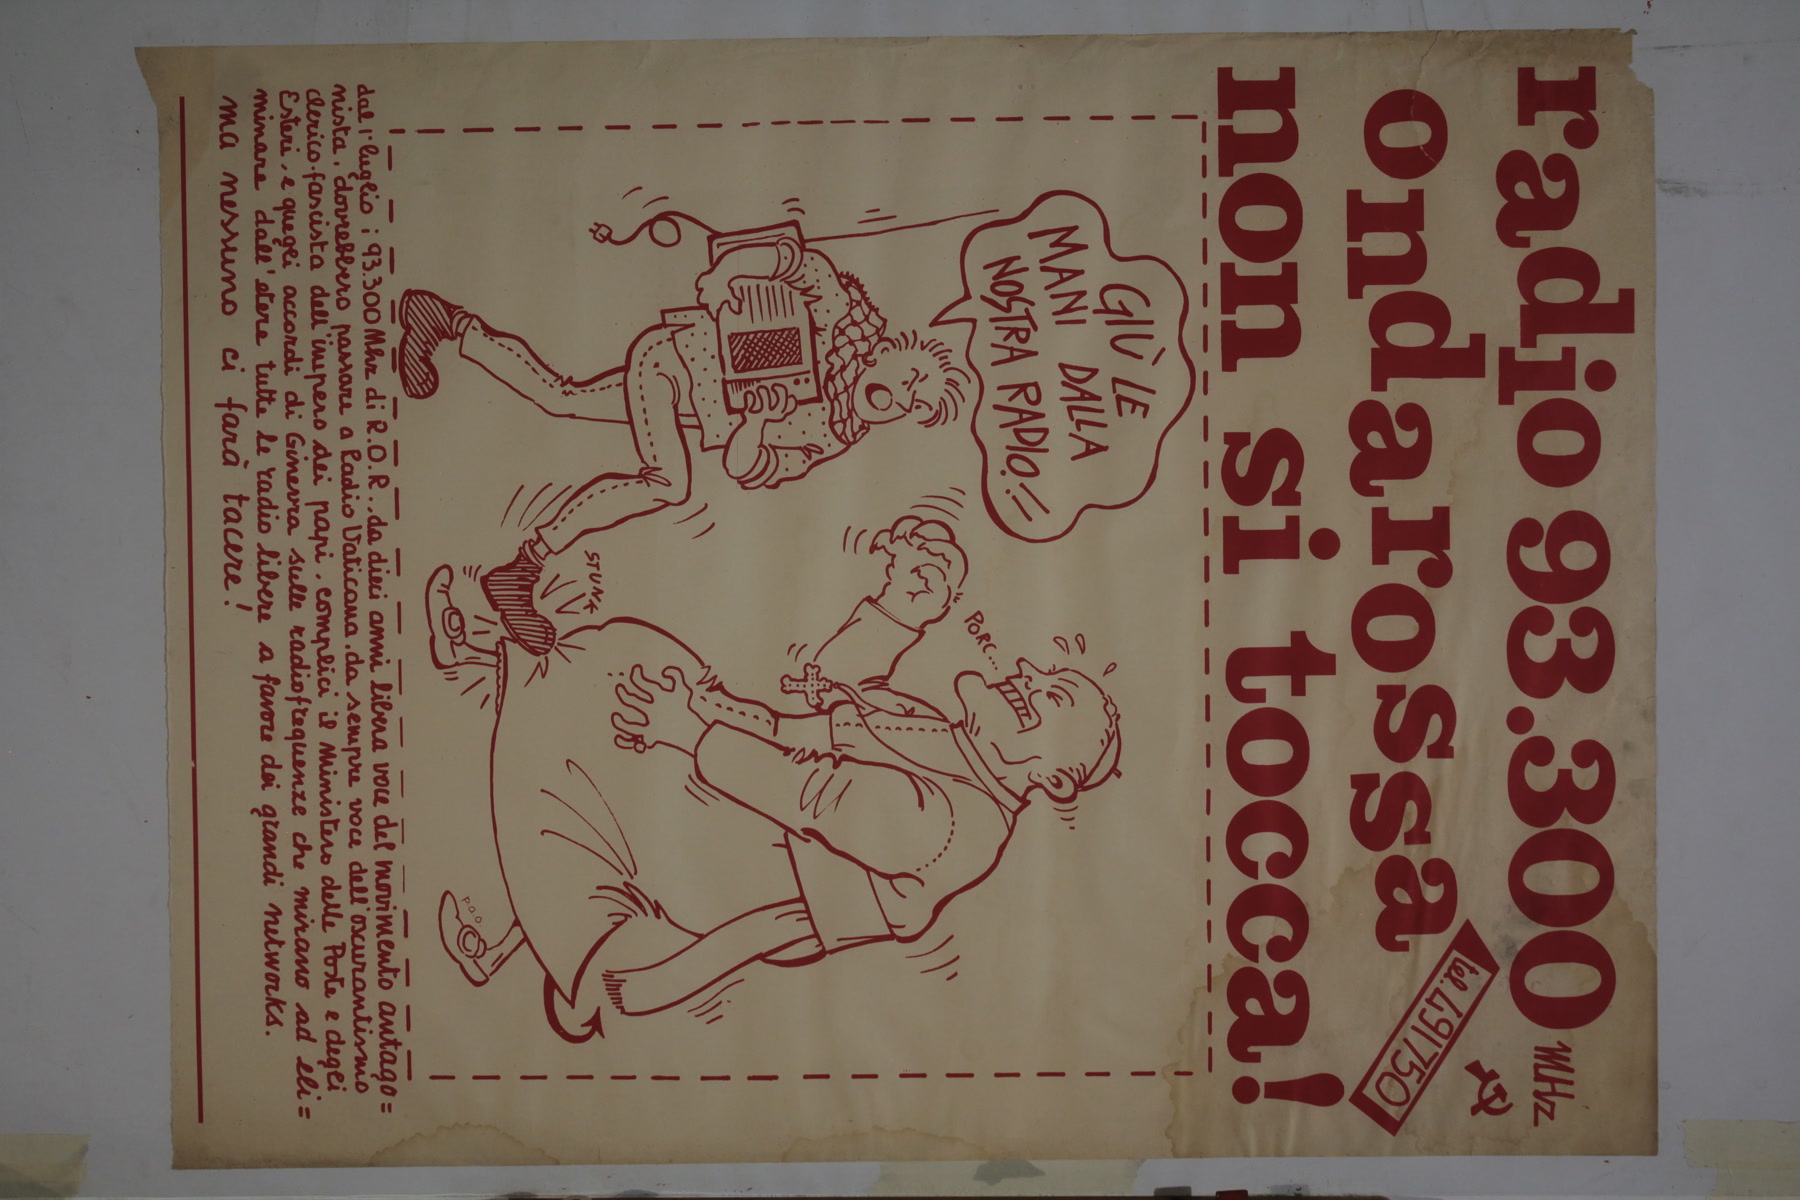 radio 93.300 MHz
ondarossa
tel. 491750
non si tocca!
GIÙ LE
MANI DALLA
NOSTRA RADIO!=
PORC...
STUNK
p.a.o.
dal 1° luglio i 93.300 Mhz di R.O.R., da dieci anni libera voce del movimento antago=
nista, dovrebbero passare a Radio Vaticana, da sempre voce dell'oscurantismo
clerico-fascista dell'impero dei papi, complici il Ministero delle Poste e degli
Esteri, e quegli accordi di Ginevra sulle radiofrequenze che mirano ad eli=
minare dall'etere tutte le radio libere a favore dei grandi networks.
ma nessuno ci farà tacere!